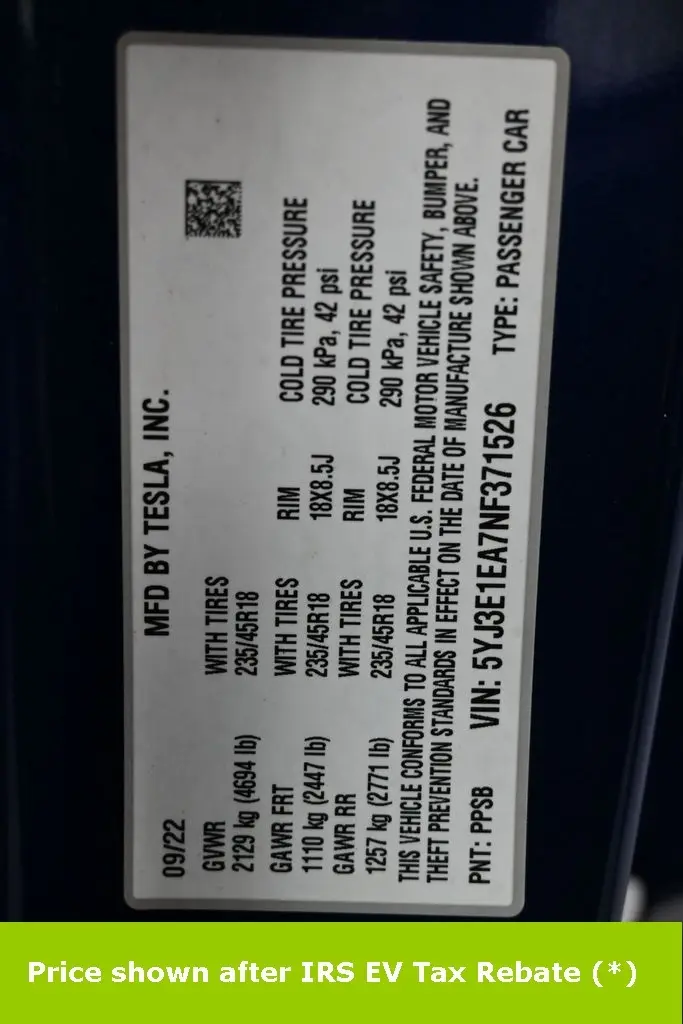 MFD BY TESLA, INC.
09/22
GVWR WITH TIRES
2129 kg (4694 lb) 235/45R18
GAWR FRT WITH TIRES RIM COLD TIRE PRESSURE
1110 kg (2447 lb) 235/45R18 18X8.5J 290 kPa, 42 psi
GAWR RR WITH TIRES RIM COLD TIRE PRESSURE
1257 kg (2771 lb) 235/45R18 18X8.5J 290 kPa, 42 psi
THIS VEHICLE CONFORMS TO ALL APPLICABLE U.S. FEDERAL MOTOR VEHICLE SAFETY, BUMPER, AND
THEFT PREVENTION STANDARDS IN EFFECT ON THE DATE OF MANUFACTURE SHOWN ABOVE.
PNT: PPSB VIN: 5YJ3E1EA7NF371526 TYPE: PASSENGER CAR
Price shown after IRS EV Tax Rebate (*)